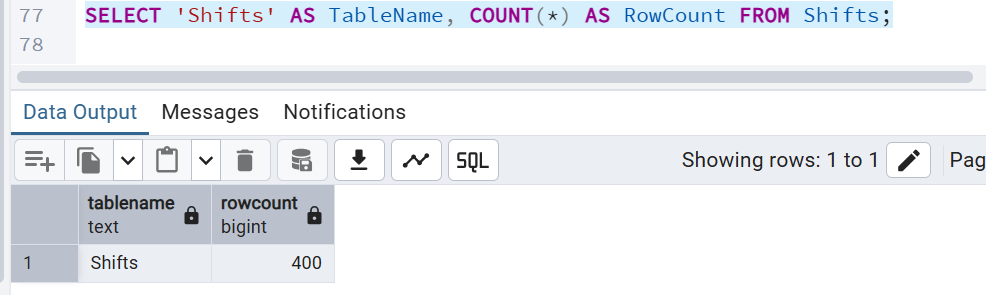 77 SELECT 'Shifts' AS TableName, COUNT(*) AS RowCount FROM Shifts;
78
Data Output Messages Notifications
SQL Showing rows: 1 to 1 Pag
tablename rowcount
text bigint
1 Shifts 400